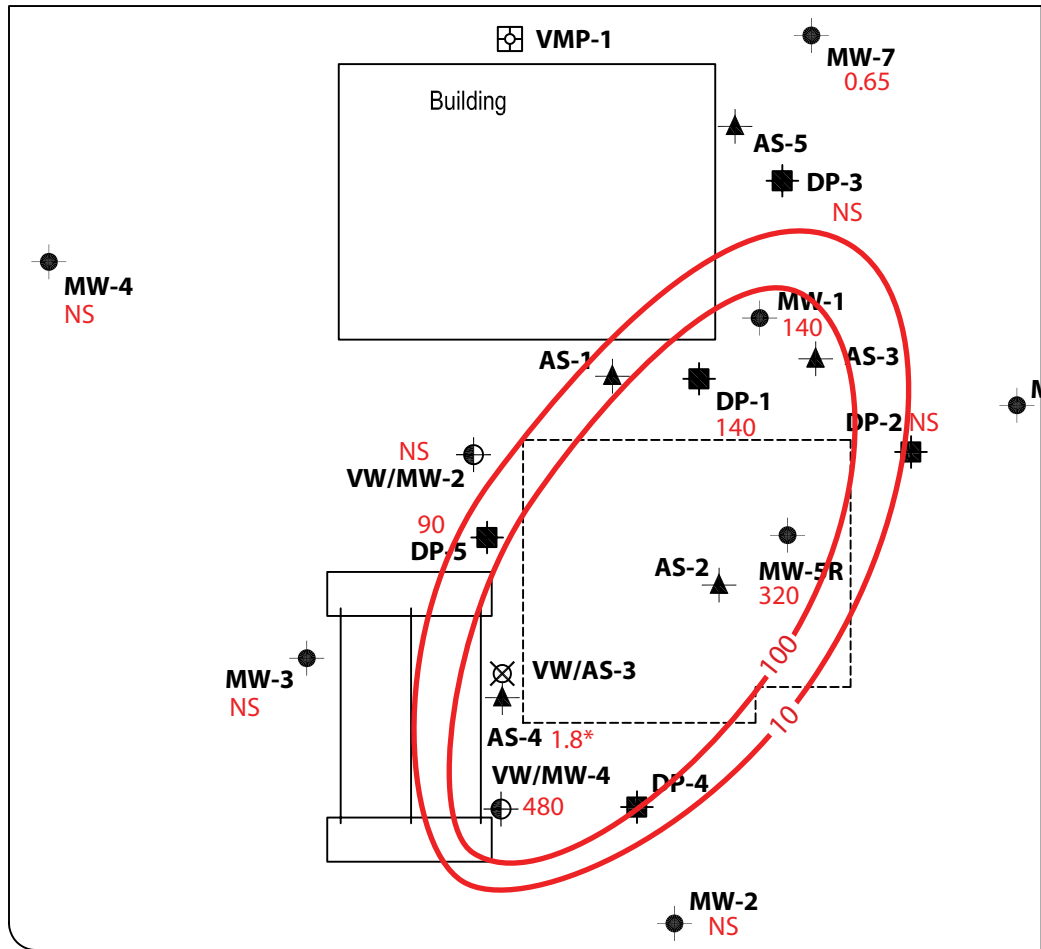 VMP-1
MW-7
0.65
Building
AS-5
DP-3
NS
MW-4
NS
MW-1
140
AS-1
AS-3
DP-1
140
DP-2 NS
NS
VW/MW-2
90
DP-5
AS-2
MW-5R
320
100
VW/AS-3
MW-3
NS
10
AS-4 1.8*
VW/MW-4
480
DP-4
MW-2
NS